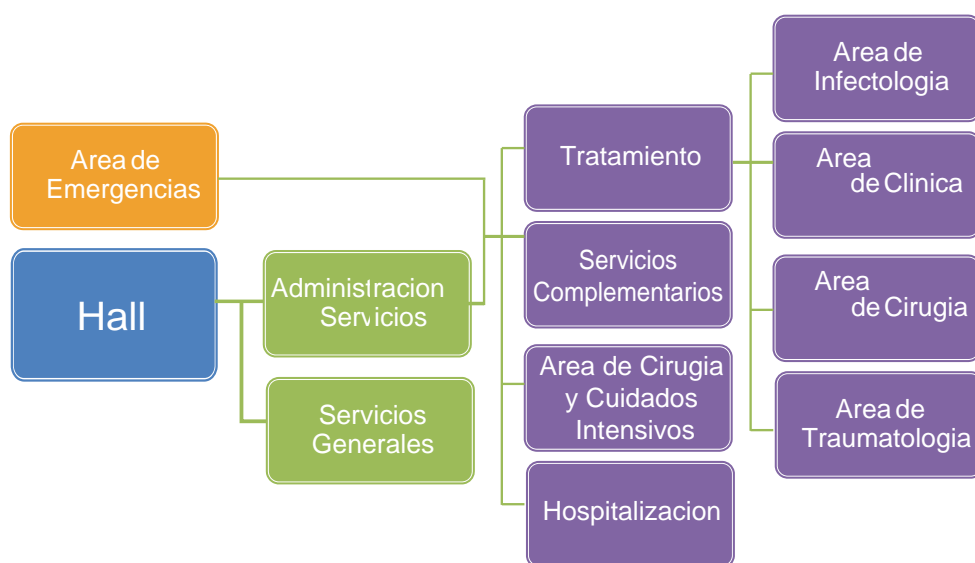 Area de
Emergencias
Hall
Administracion
Servicios
Servicios
Generales
Tratamiento
Servicios
Complementarios
Area de Cirugia
y Cuidados
Intensivos
Hospitalizacion
Area de
Infectologia
Area
de Clinica
Area
de Cirugia
Area de
Traumatologia